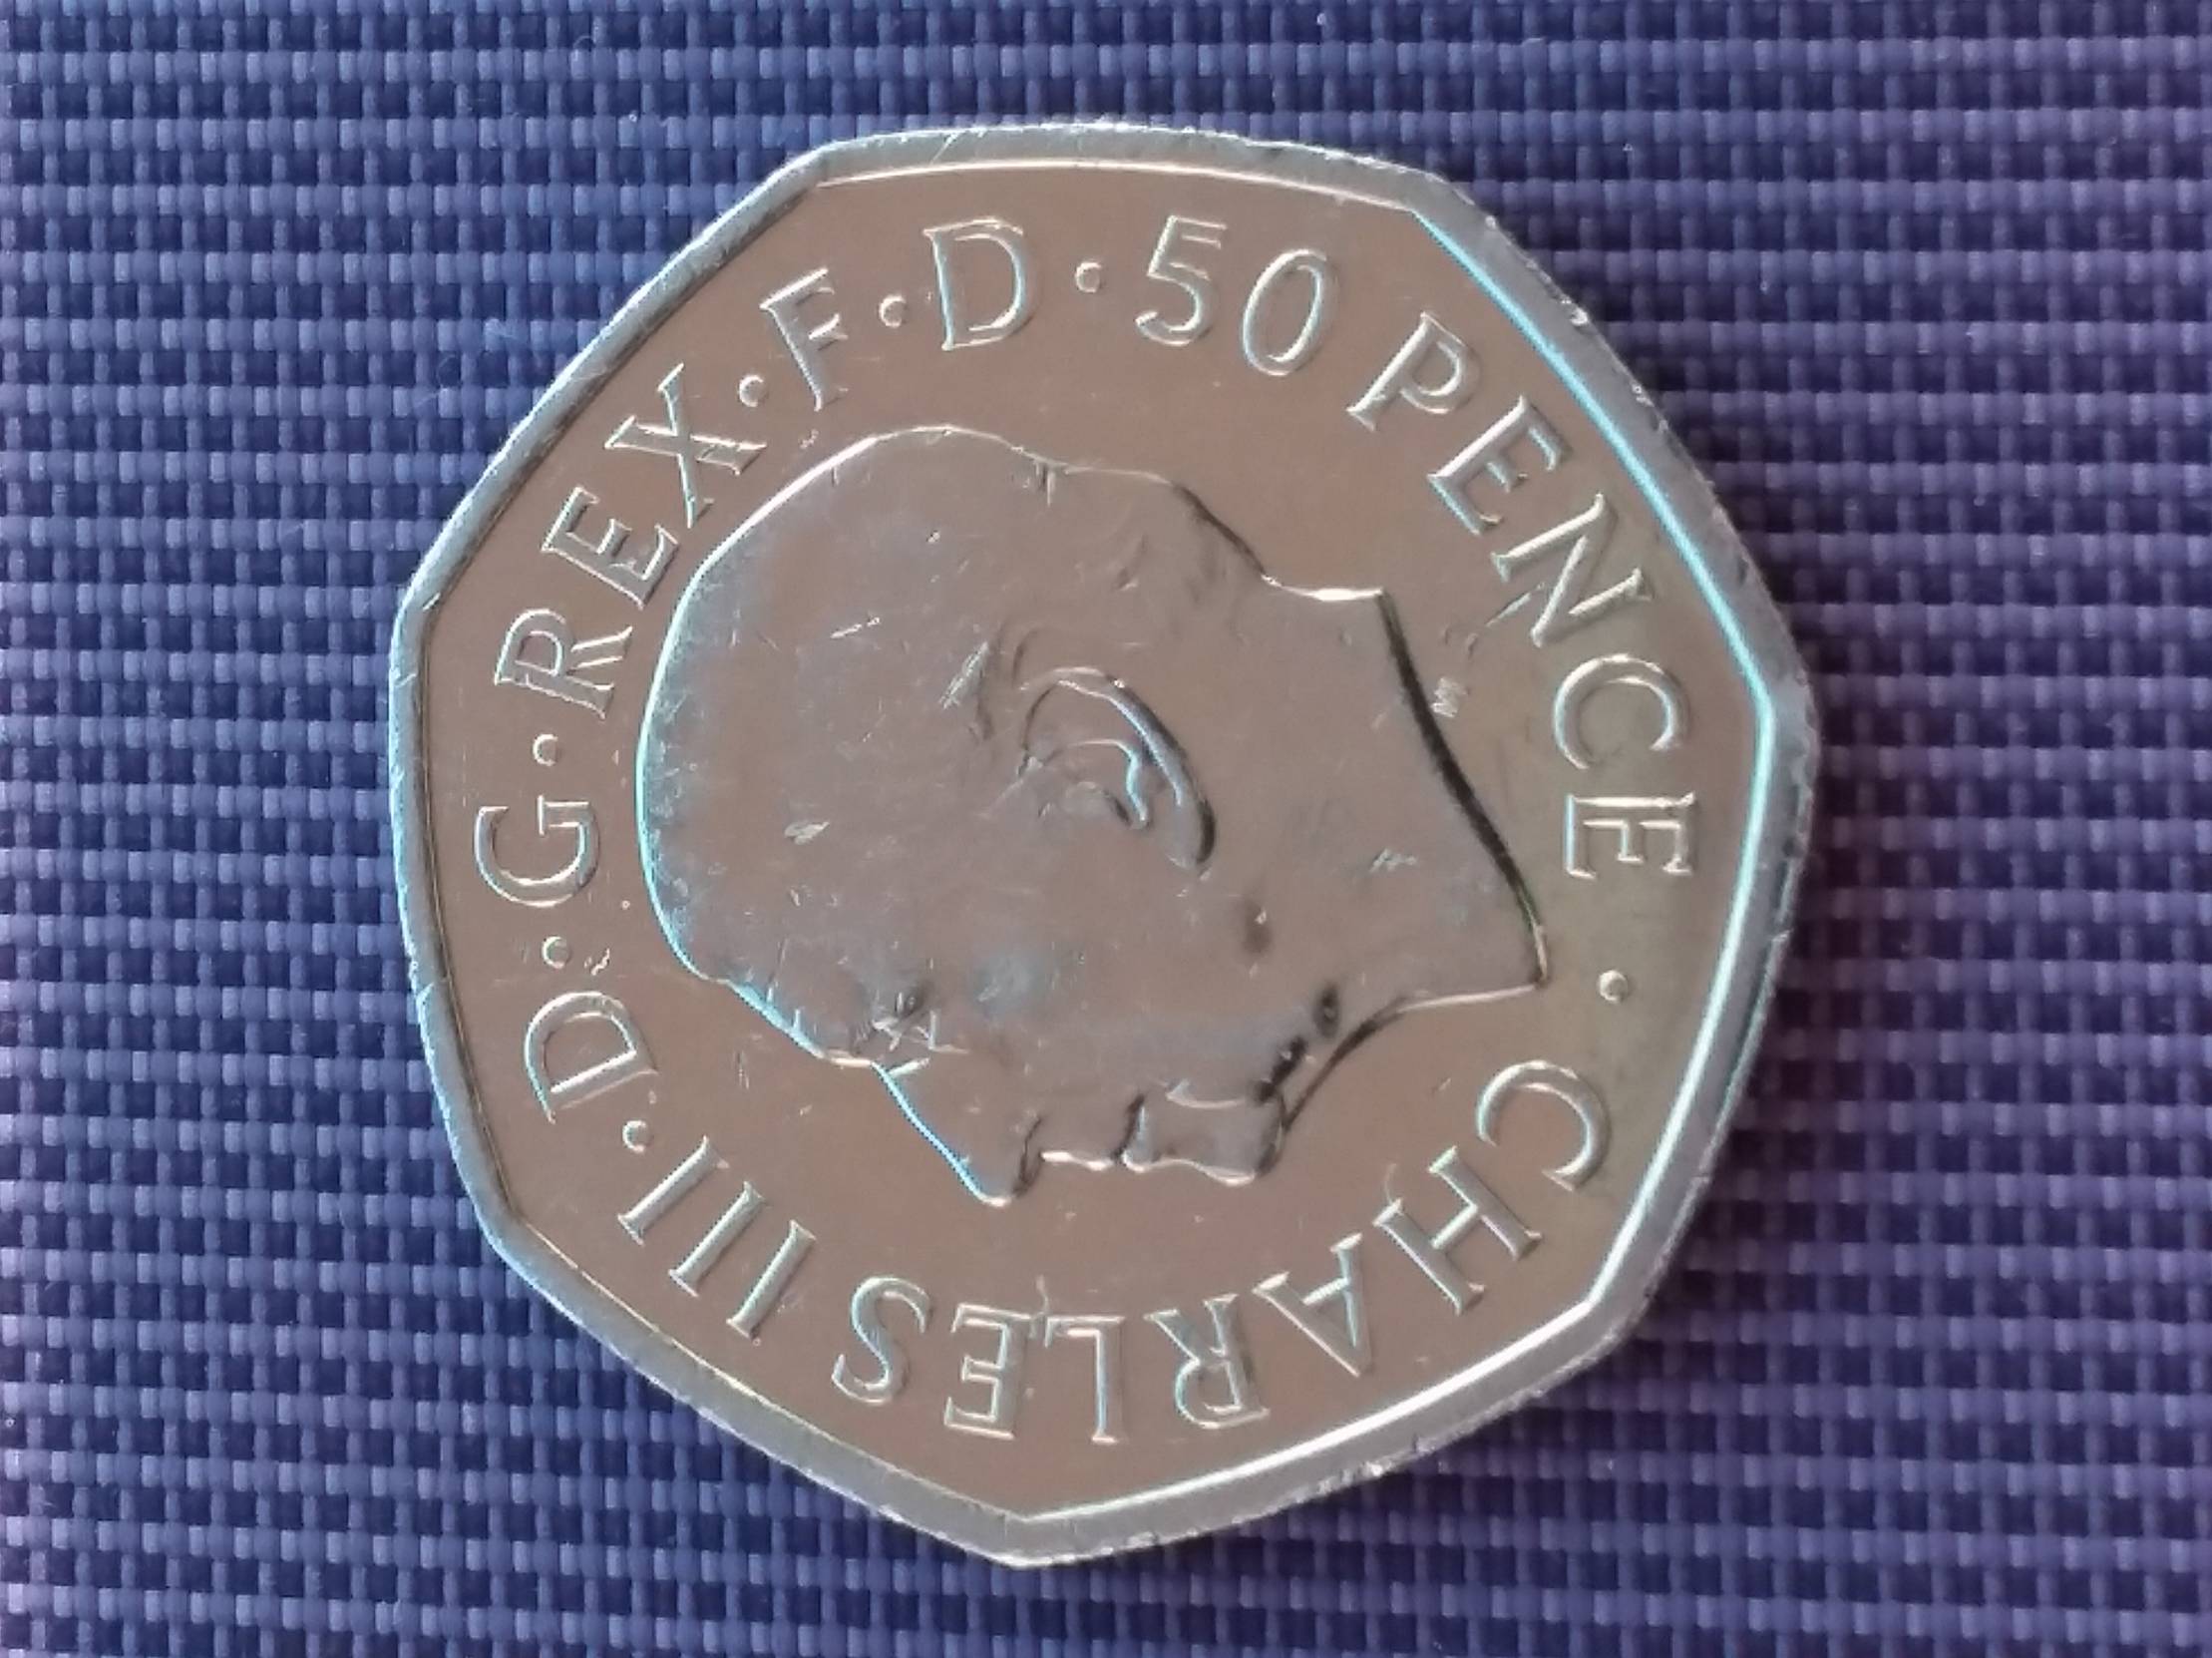 · CHARLES III · D · G · REX · F · D · 50 PENCE